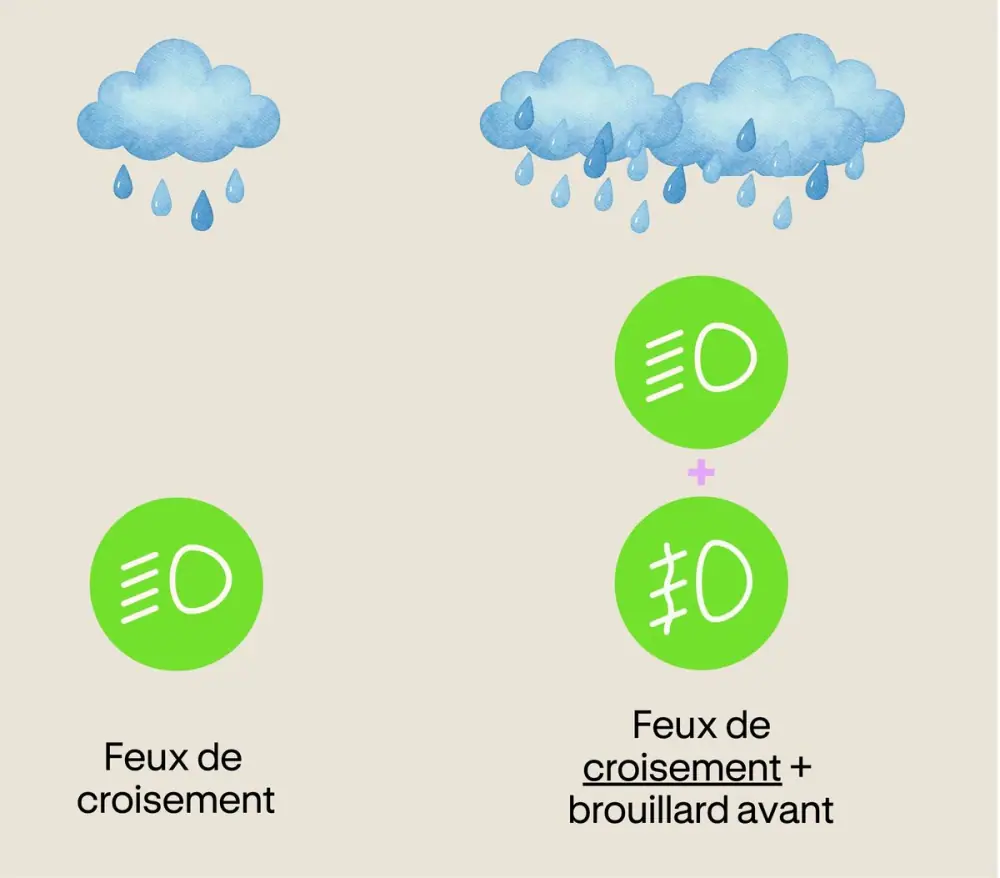 Feux de
croisement
+
Feux de
croisement +
brouillard avant